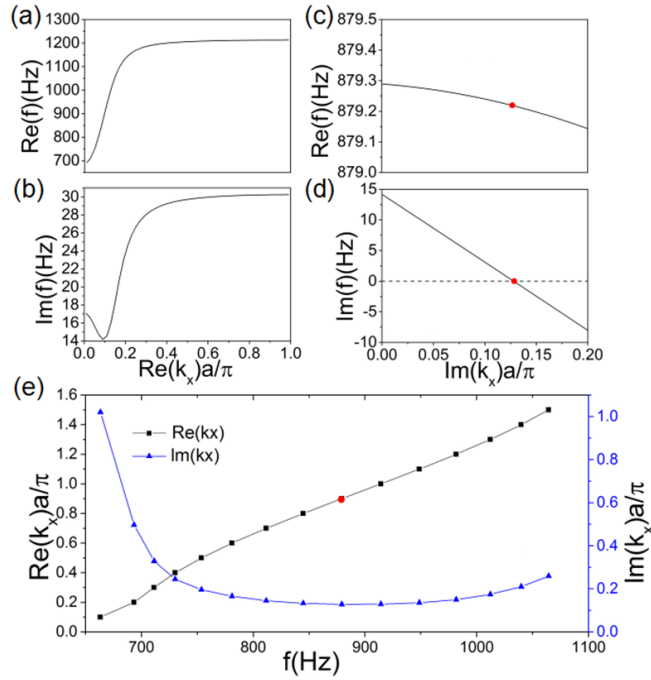 (a)
1300
1200
1100
1000
900
800
700
Re(f)(Hz)
(b)
30
28
26
24
22
20
18
16
14
Im(f)(Hz)
0.0 0.2 0.4 0.6 0.8 1.0
Re(kx)a/π
(c)
879.5
879.4
879.3
879.2
879.1
879.0
Re(f)(Hz)
(d)
15
10
5
0
-5
-10
Im(f)(Hz)
0.00 0.05 0.10 0.15 0.20
Im(kx)a/π
(e)
1.6
1.4
1.2
1.0
0.8
0.6
0.4
0.2
0.0
Re(kx)a/π
Re(kx)
Im(kx)
1.0
0.8
0.6
0.4
0.2
0.0
Im(kx)a/π
700 800 900 1000 1100
f(Hz)